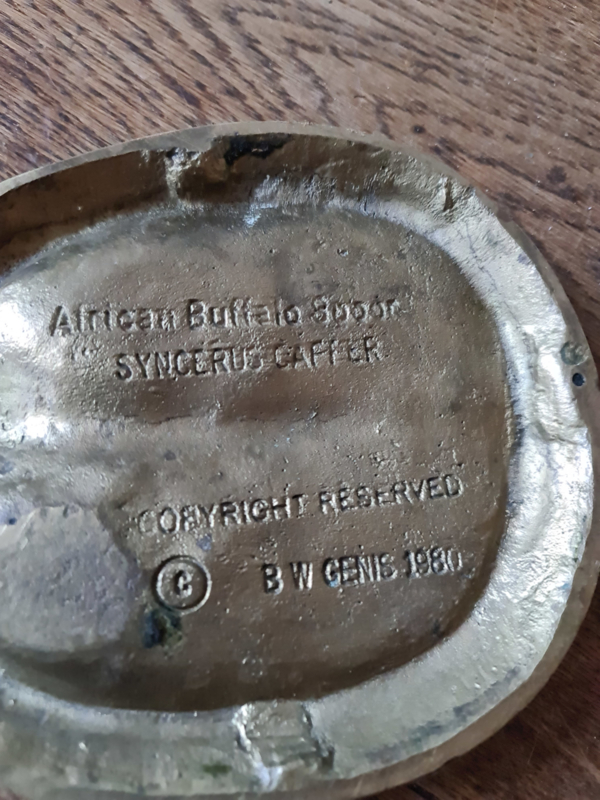 African Buffalo Spoor
SYNCERUS CAFFER
COPYRIGHT RESERVED
© B W GENIS 1980